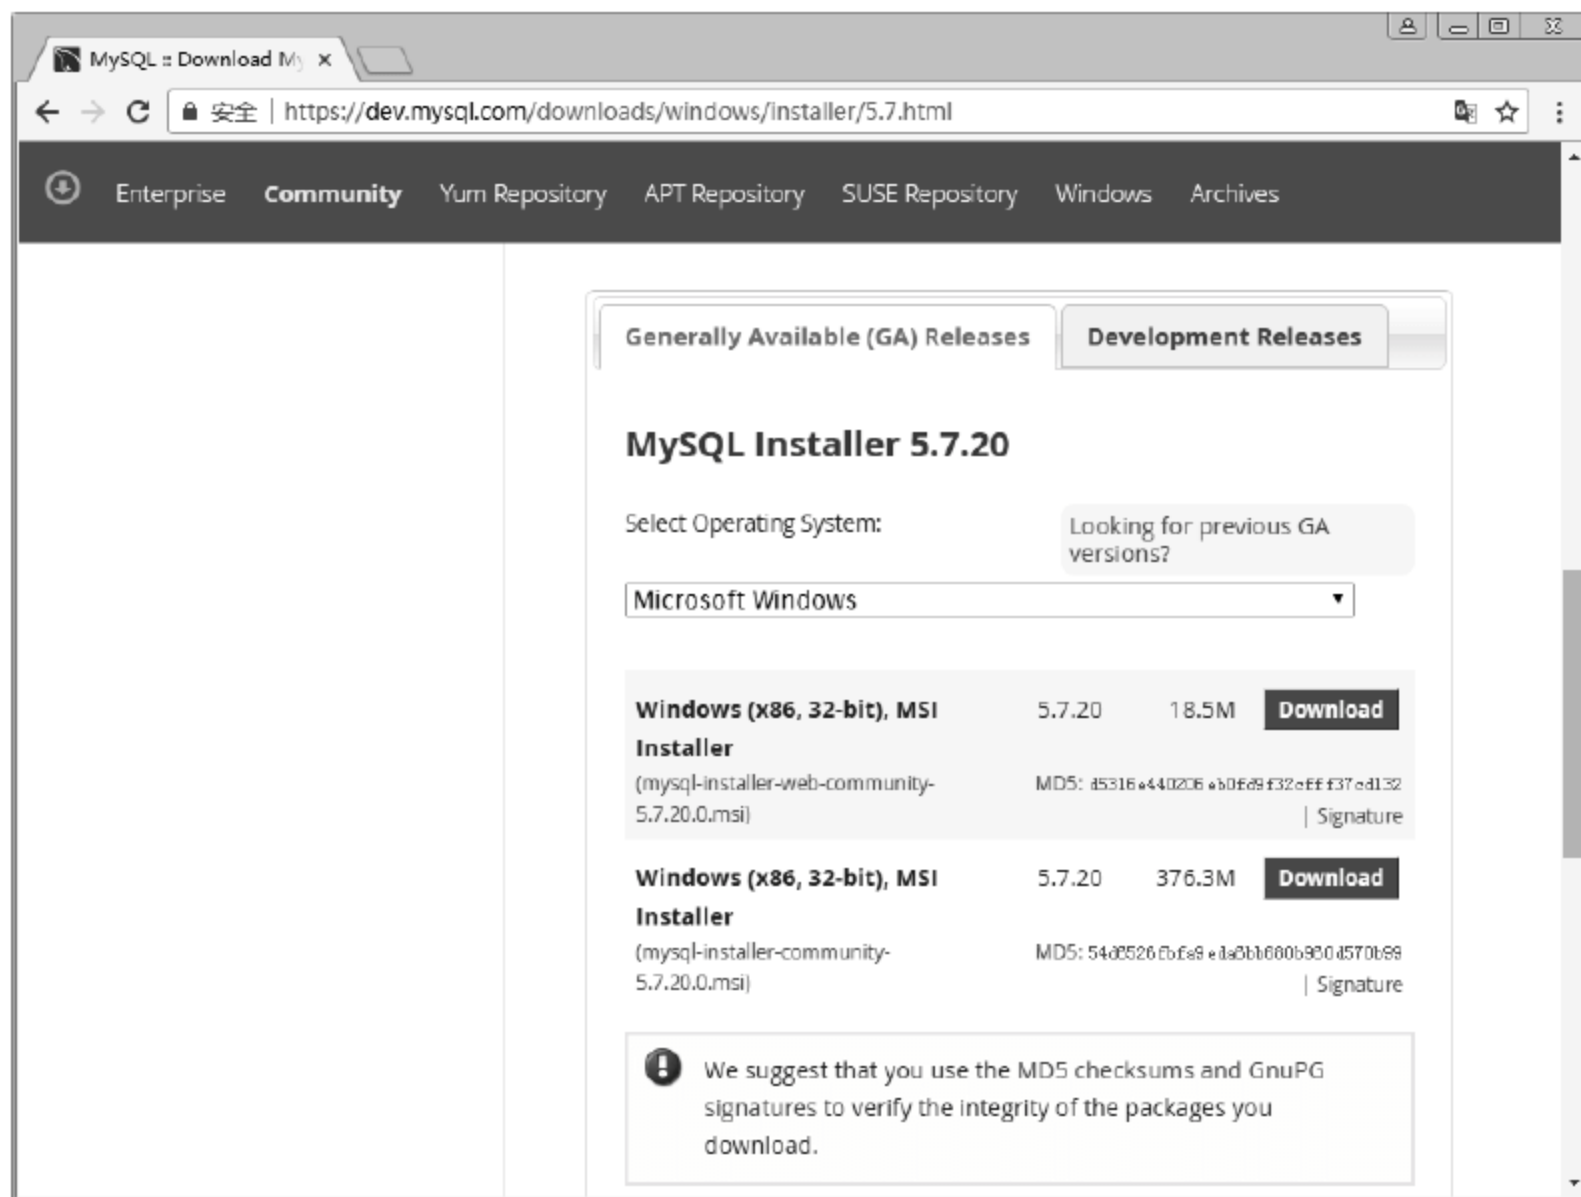 MySQL :: Download My
安全 | https://dev.mysql.com/downloads/windows/installer/5.7.html
Enterprise Community Yum Repository APT Repository SUSE Repository Windows Archives
Generally Available (GA) Releases Development Releases
MySQL Installer 5.7.20
Select Operating System:
Looking for previous GA
versions?
Microsoft Windows
Windows (x86, 32-bit), MSI 5.7.20 18.5M Download
Installer
(mysql-installer-web-community- MD5:
5.7.20.0.msi) | Signature
Windows (x86, 32-bit), MSI 5.7.20 376.3M Download
Installer
(mysql-installer-community- MD5:
5.7.20.0.msi) | Signature
We suggest that you use the MD5 checksums and GnuPG
signatures to verify the integrity of the packages you
download.